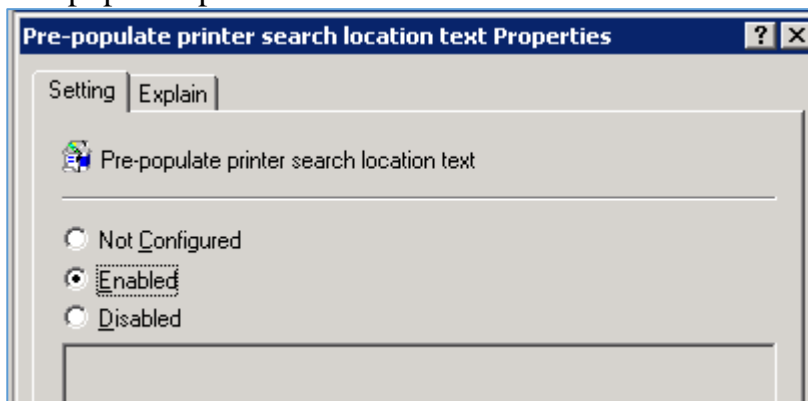 Pre-populate printer search location text Properties
Setting
Explain
Pre-populate printer search location text
Not Configured
Enabled
Disabled